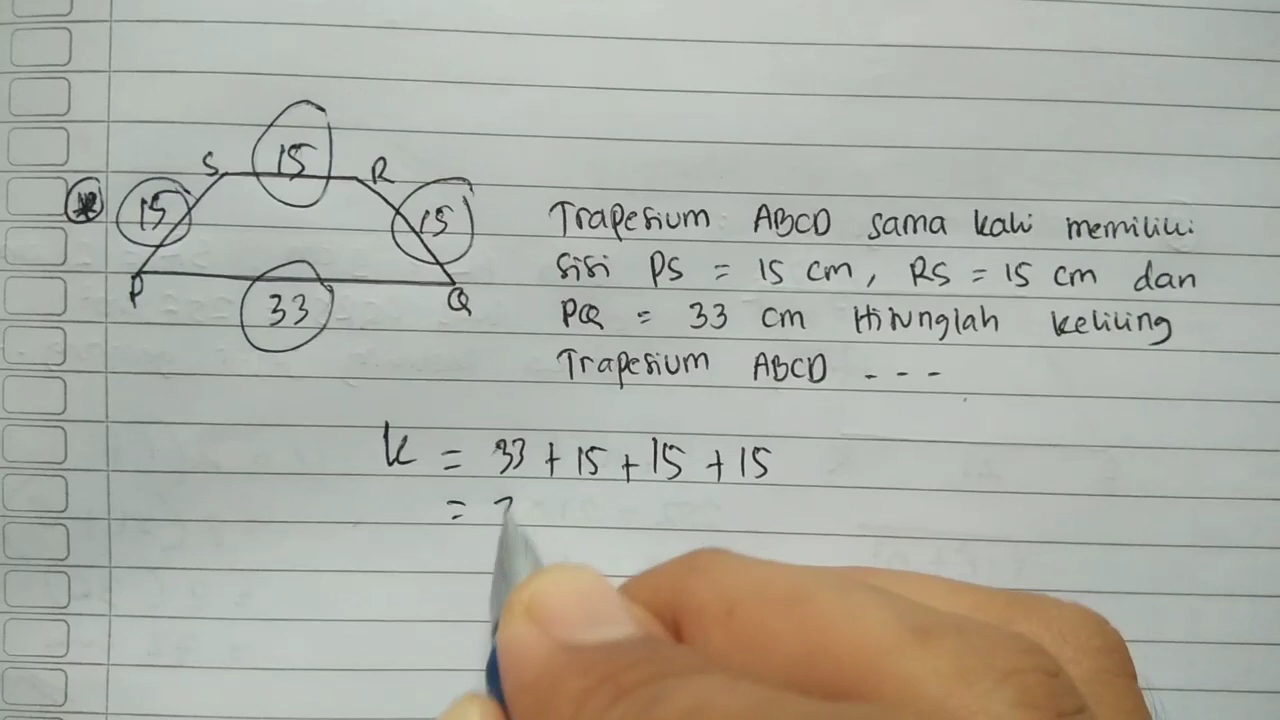 S 15 R
15 15
P 33 Q
Trapesium ABCD sama kaki memiliki
sisi PS = 15 cm, RS = 15 cm dan
PQ = 33 cm Hitunglah keliling
Trapesium ABCD - - -
K = 33 + 15 + 15 + 15
=